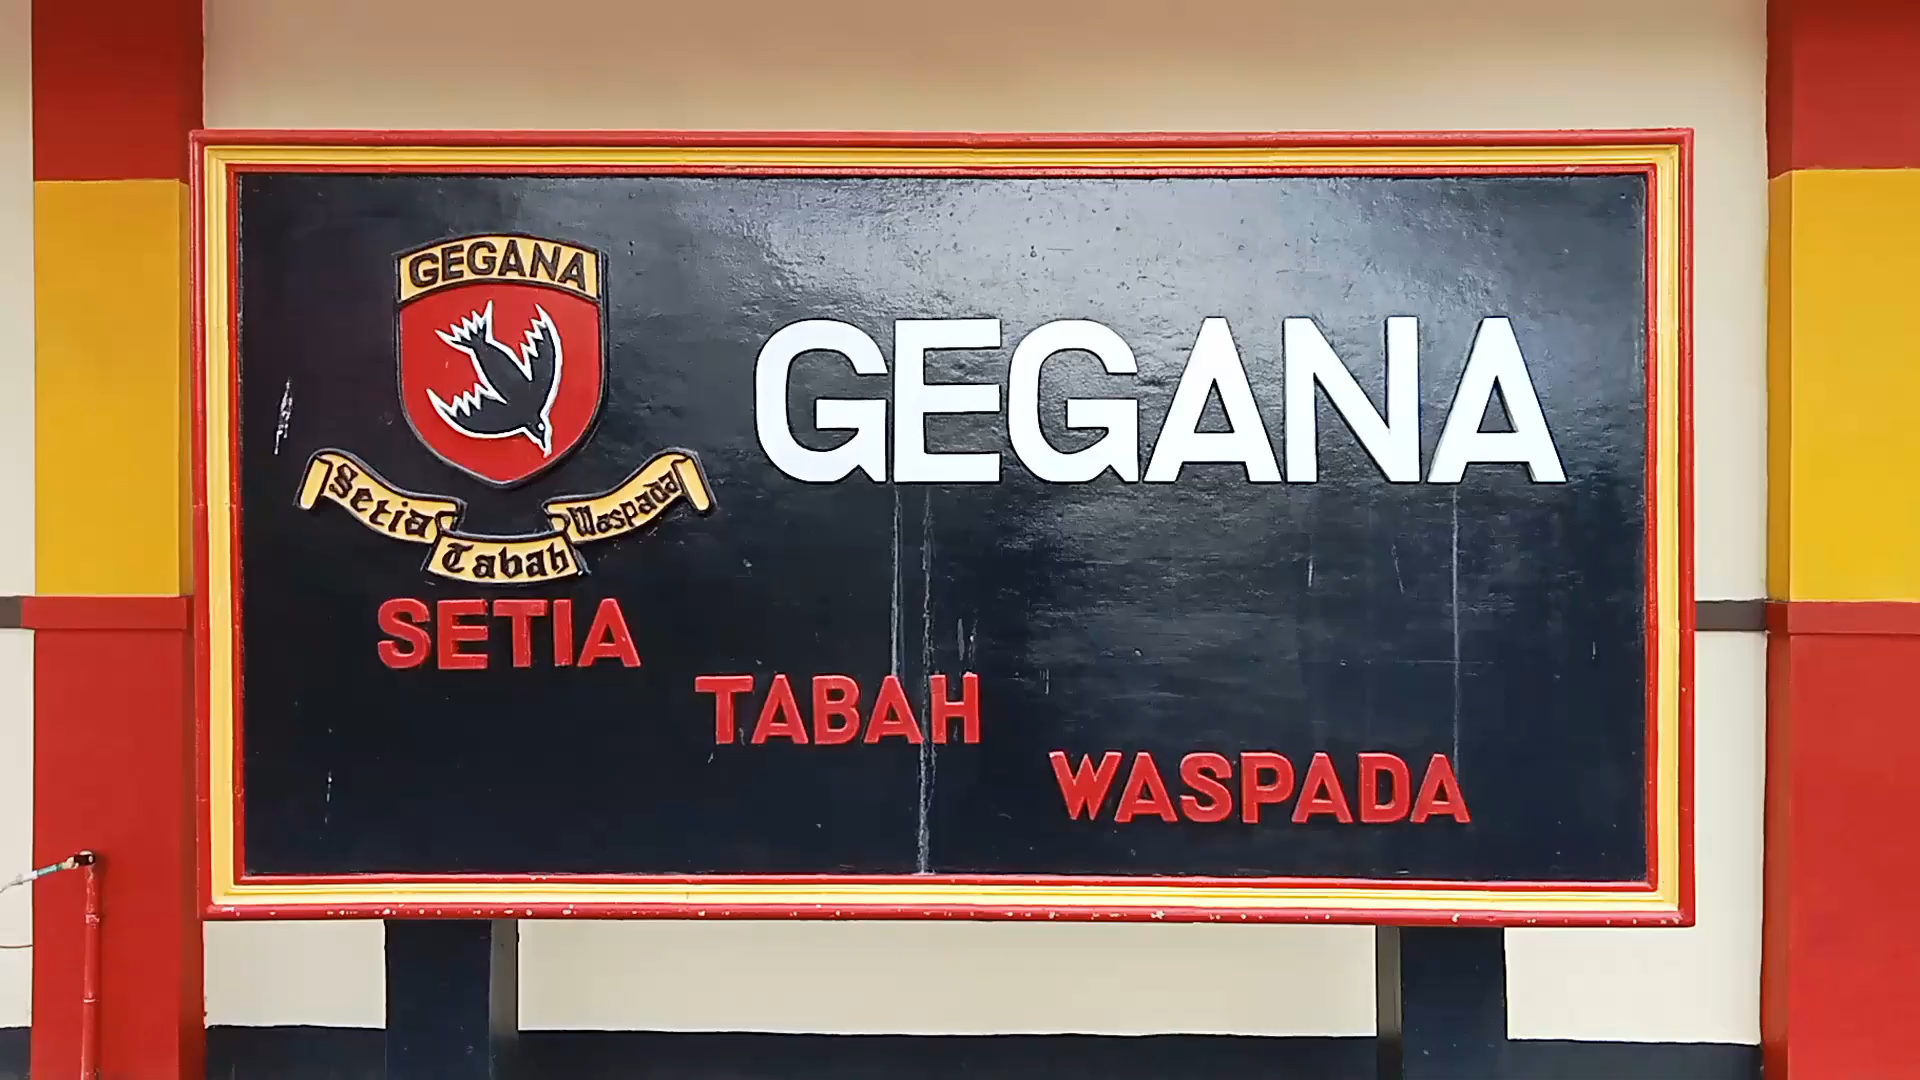 GEGANA
Setia Tabah Waspada
GEGANA
SETIA
TABAH
WASPADA